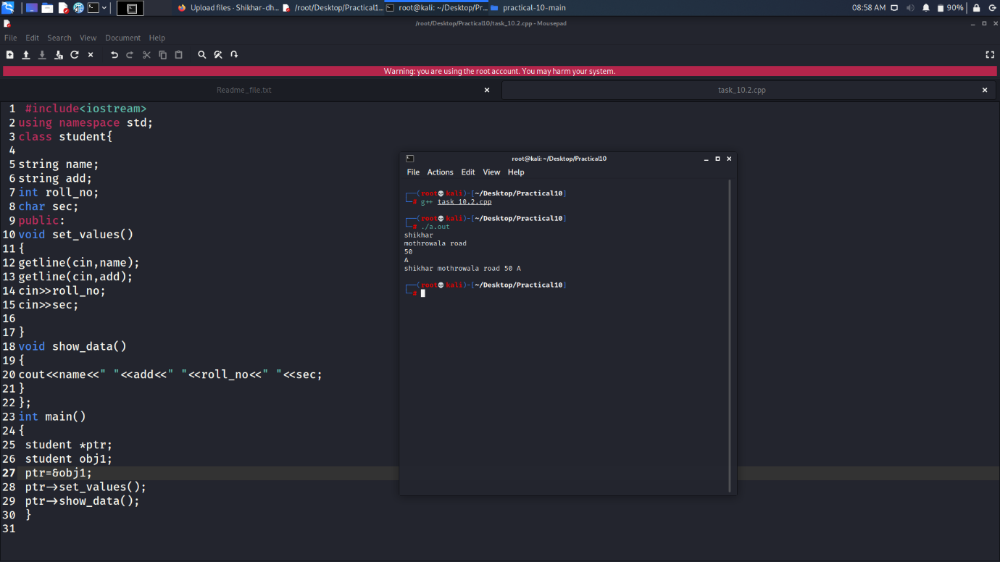 Upload files · Shikhar-dh... /root/Desktop/Practical1... root@kali: ~/Desktop/Pr... practical-10-main 08:58 AM 90%
/root/Desktop/Practical10/task_10.2.cpp - Mousepad
File Edit Search View Document Help
Warning: you are using the root account. You may harm your system.
Readme_file.txt task_10.2.cpp
1 #include<iostream>
2 using namespace std;
3 class student{
4
5 string name;
6 string add;
7 int roll_no;
8 char sec;
9 public:
10 void set_values()
11 {
12 getline(cin,name);
13 getline(cin,add);
14 cin>>roll_no;
15 cin>>sec;
16
17 }
18 void show_data()
19 {
20 cout<<name<<" "<<add<<" "<<roll_no<<" "<<sec;
21 }
22 };
23 int main()
24 {
25 student *ptr;
26 student obj1;
27 ptr=&obj1;
28 ptr->set_values();
29 ptr->show_data();
30 }
31
root@kali: ~/Desktop/Practical10
File Actions Edit View Help
┌──(root💀kali)-[~/Desktop/Practical10]
└─# g++ task_10.2.cpp
┌──(root💀kali)-[~/Desktop/Practical10]
└─# ./a.out
shikhar
mothrowala road
50
A
shikhar mothrowala road 50 A
┌──(root💀kali)-[~/Desktop/Practical10]
└─#